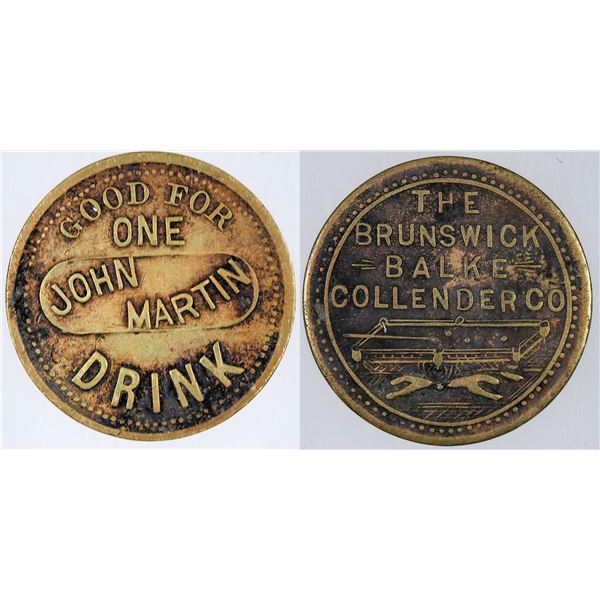 GOOD FOR
ONE
JOHN
MARTIN
DRINK
THE
BRUNSWICK
BALKE
COLLENDER CO